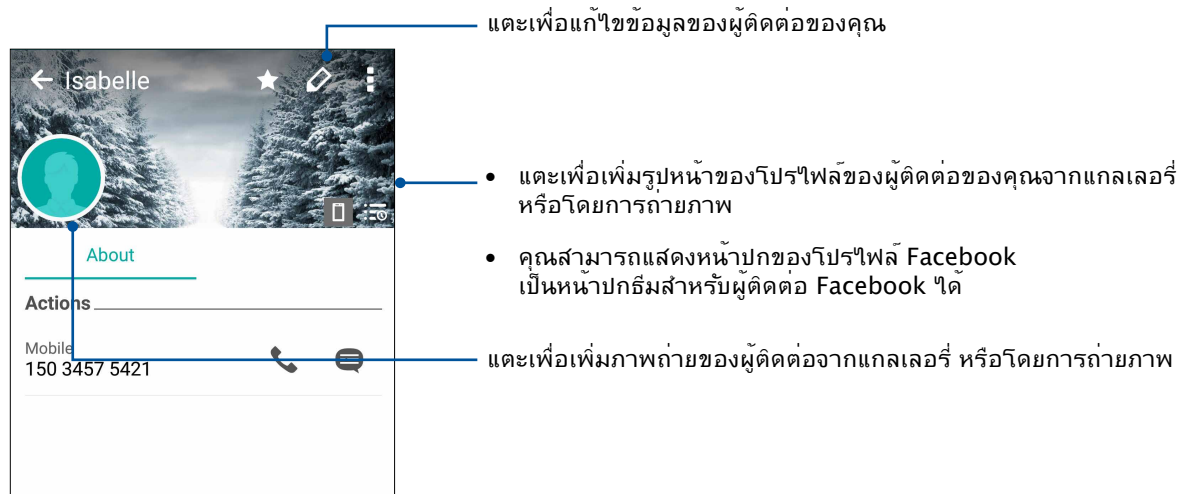 แตะเพื่อแก้ไขข้อมูลของผู้ติดต่อของคุณ
Isabelle
• แตะเพื่อเพิ่มรูปหน้าของโปรไฟล์ของผู้ติดต่อของคุณจากแกลเลอรี่
หรือโดยการถ่ายภาพ
• คุณสามารถแสดงหน้าปกของโปรไฟล์ Facebook
เป็นหน้าปกธีมสำหรับผู้ติดต่อ Facebook ได้
About
Actions
Mobile
150 3457 5421
แตะเพื่อเพิ่มภาพถ่ายของผู้ติดต่อจากแกลเลอรี่ หรือโดยการถ่ายภาพ